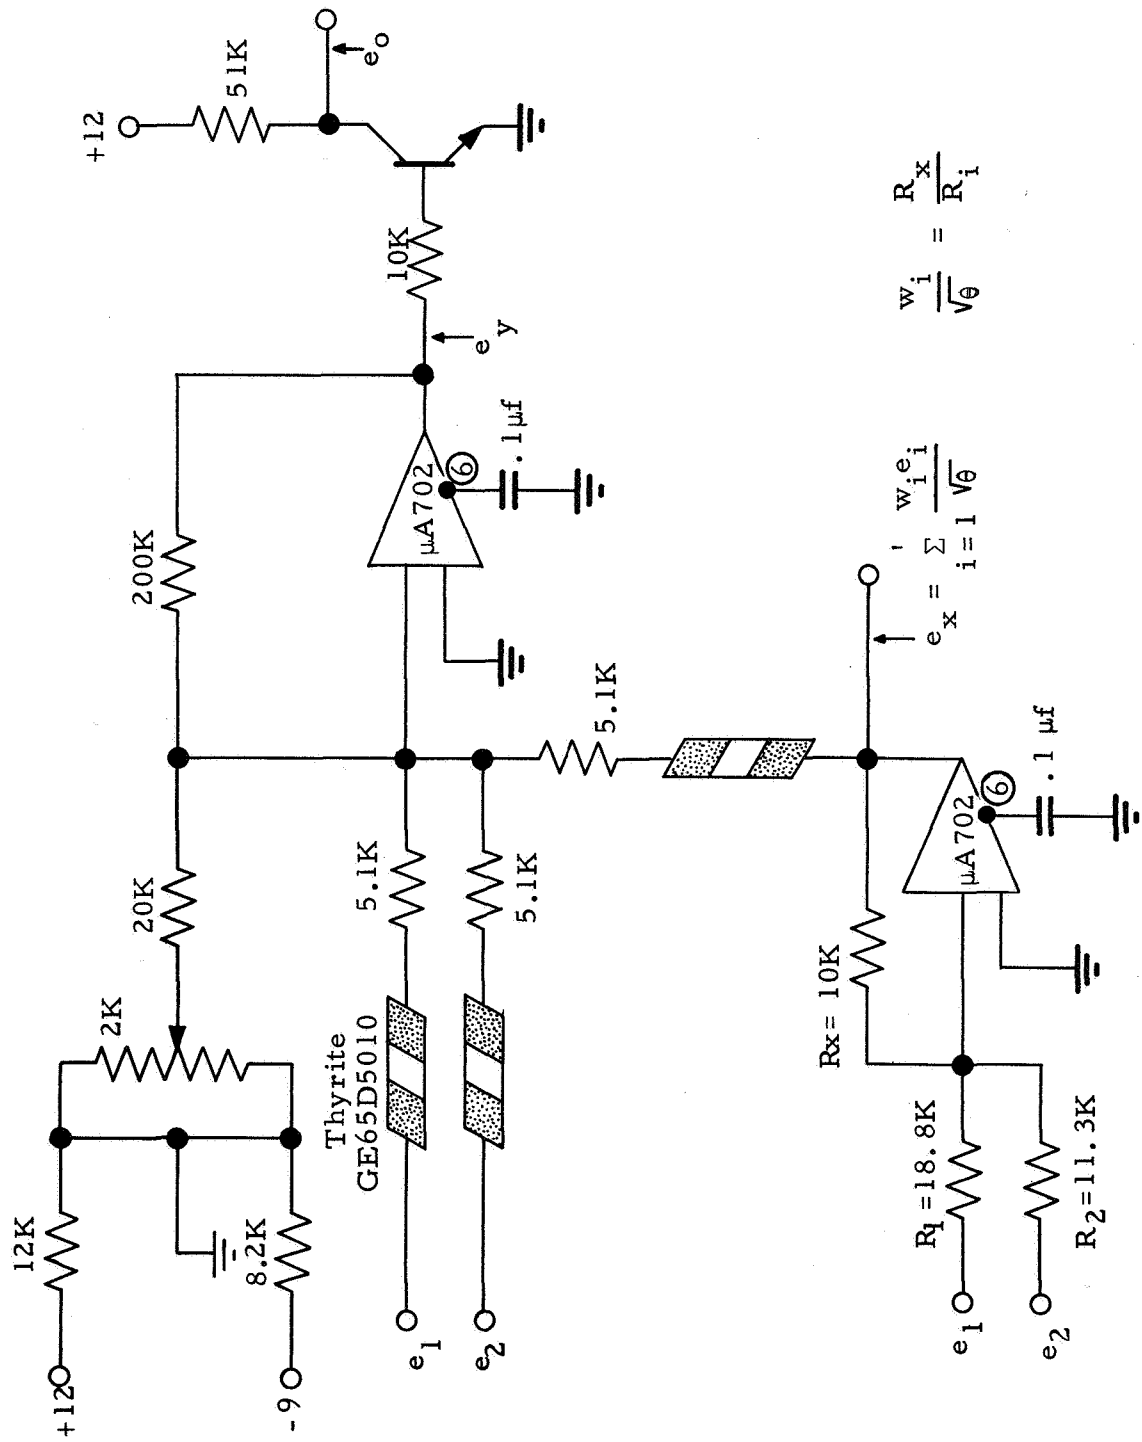 +12
51K
e_o
10K
e_y
200K
μA702
6
.1μf
20K
2K
12K
+12
8.2K
-9
Thyrite
GE65D5010
5.1K
5.1K
5.1K
e_1
e_2
Rx = 10K
μA702
6
.1 μf
R_1 = 18.8K
R_2 = 11.3K
e_1
e_2
e_x = Σ' i = 1 w_i e_i / √θ
w_i / √θ = R_x / R_i